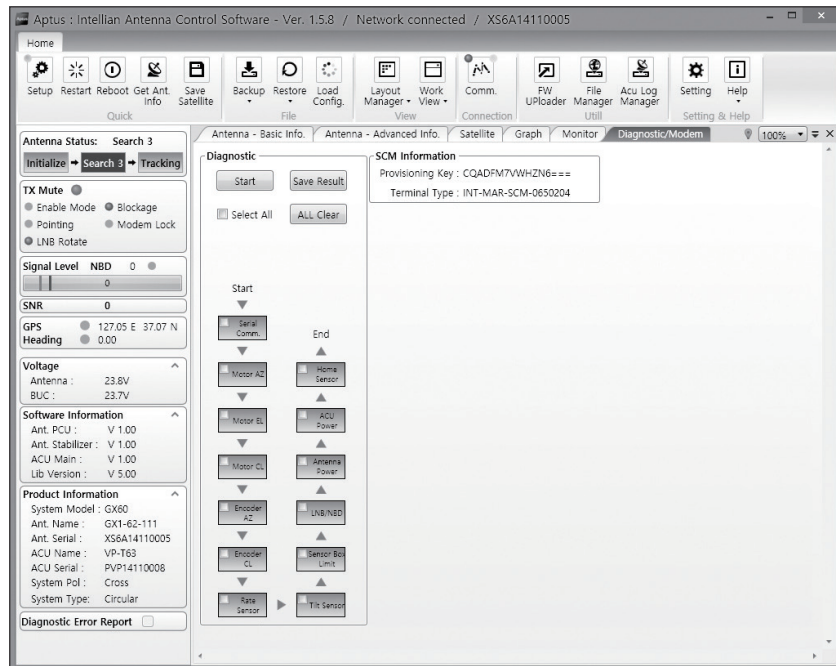 Aptus : Intellian Antenna Control Software - Ver. 1.5.8 / Network connected / XS6A14110005
Home
Setup Restart Reboot Get Ant. Info Save Satellite
Quick
Backup Restore Load Config.
File
Layout Manager Work View
View
Comm.
Connection
FW UPloader File Manager Acu Log Manager
Utill
Setting Help
Setting & Help
Antenna Status: Search 3
Initialize Search 3 Tracking
TX Mute
Enable Mode Blockage
Pointing Modem Lock
LNB Rotate
Signal Level NBD 0
0
SNR 0
GPS 127.05 E 37.07 N
Heading 0.00
Voltage
Antenna : 23.8V
BUC : 23.7V
Software Information
Ant. PCU : V 1.00
Ant. Stabilizer : V 1.00
ACU Main : V 1.00
Lib Version : V 5.00
Product Information
System Model : GX60
Ant. Name : GX1-62-111
Ant. Serial : XS6A14110005
ACU Name : VP-T63
ACU Serial : PVP14110008
System Pol : Cross
System Type: Circular
Diagnostic Error Report
Antenna - Basic Info. Antenna - Advanced Info. Satellite Graph Monitor Diagnostic/Modem 100%
Diagnostic
Start Save Result
Select All ALL Clear
Start
Serial Comm.
Motor AZ
Motor EL
Motor CL
Encoder AZ
Encoder CL
Rate Sensor
Tilt Sensor
Sensor Box Limit
LNB/NBD
Antenna Power
ACU Power
Home Sensor
End
SCM Information
Provisioning Key : CQADFM7VWHZN6===
Terminal Type : INT-MAR-SCM-0650204